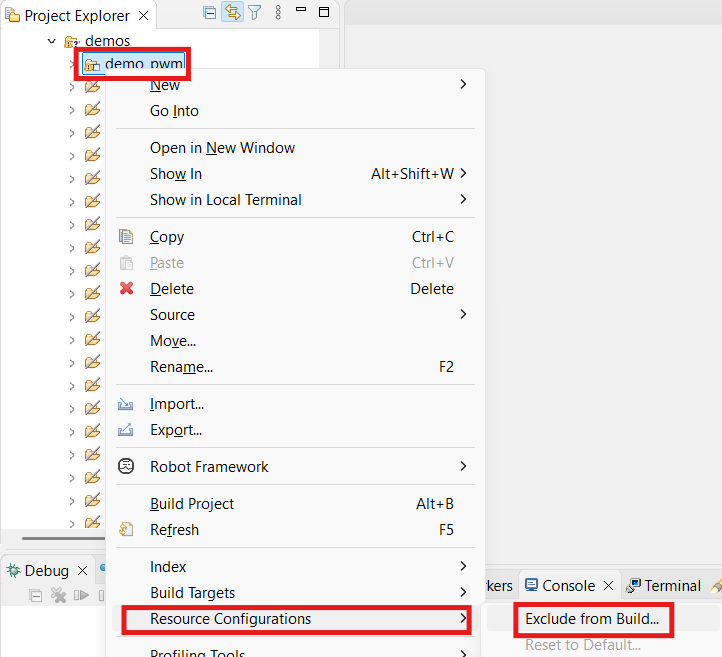 Project Explorer
demos
demo_pwm
New
Go Into
Open in New Window
Show In Alt+Shift+W
Show in Local Terminal
Copy Ctrl+C
Paste Ctrl+V
Delete Delete
Source
Move...
Rename... F2
Import...
Export...
Robot Framework
Build Project Alt+B
Refresh F5
Index
Debug
Build Targets
kers Console Terminal
Resource Configurations
Exclude from Build...
Reset to Default...
Profiling Tools